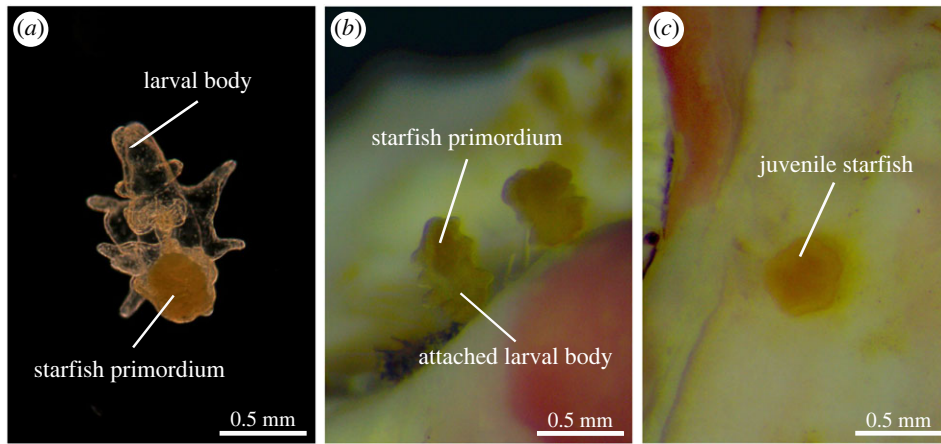 (a)
larval body
starfish primordium
0.5 mm
(b)
starfish primordium
attached larval body
0.5 mm
(c)
juvenile starfish
0.5 mm